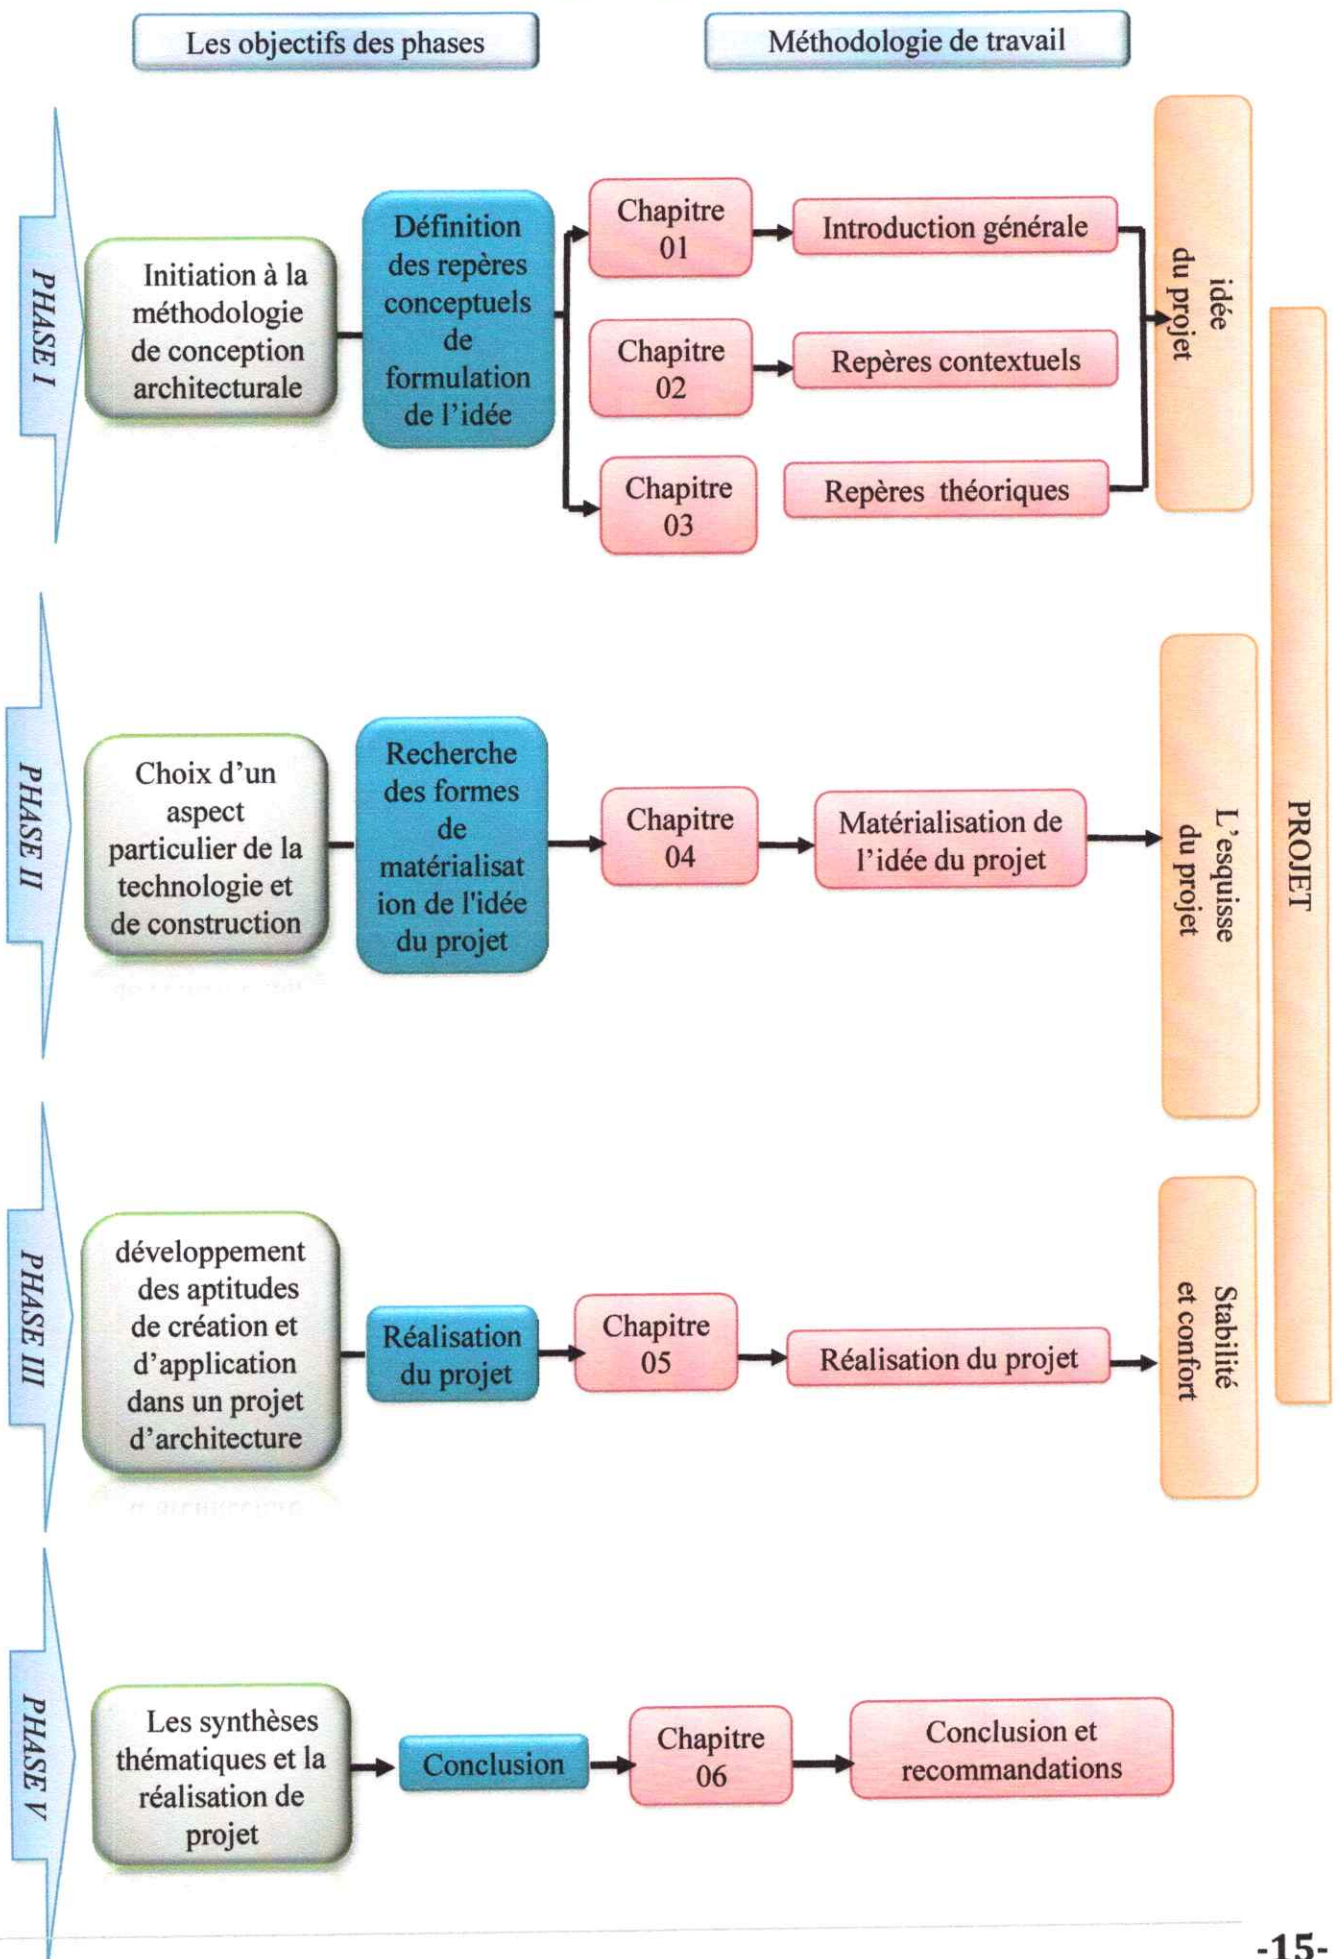 Les objectifs des phases
Méthodologie de travail
PHASE I
Initiation à la
méthodologie
de conception
architecturale
Définition
des repères
conceptuels
de
formulation
de l'idée
Chapitre
01
Introduction générale
Chapitre
02
Repères contextuels
Chapitre
03
Repères théoriques
idée
du projet
PROJET
PHASE II
Choix d'un
aspect
particulier de la
technologie et
de construction
Recherche
des formes
de
matérialisat
ion de l'idée
du projet
Chapitre
04
Matérialisation de
l'idée du projet
L'esquisse
du projet
PHASE III
développement
des aptitudes
de création et
d'application
dans un projet
d'architecture
Réalisation
du projet
Chapitre
05
Réalisation du projet
Stabilité
et confort
PHASE V
Les synthèses
thématiques et la
réalisation de
projet
Conclusion
Chapitre
06
Conclusion et
recommandations
-15-